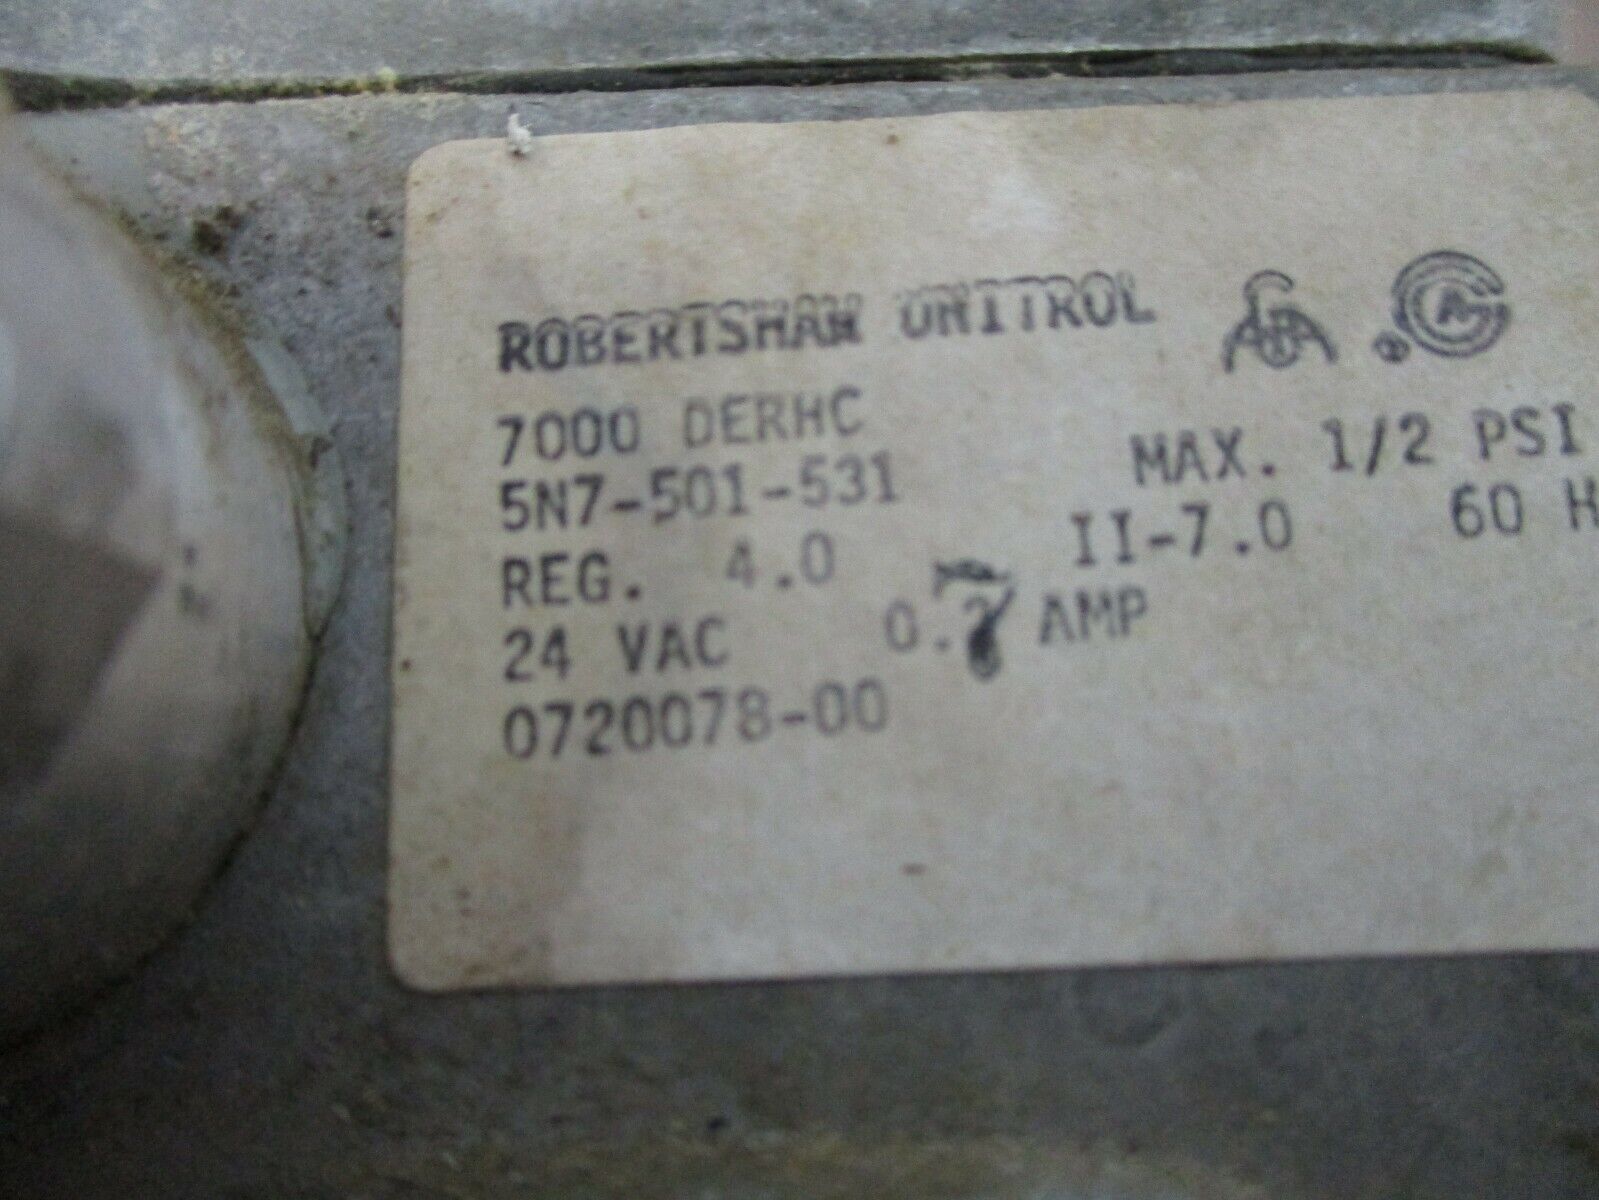 ROBERTSHAW UNITROL
7000 DERHC MAX. 1/2 PSI
5N7-501-531 II-7.0 60 H
REG. 4.0
24 VAC 0.7 AMP
0720078-00